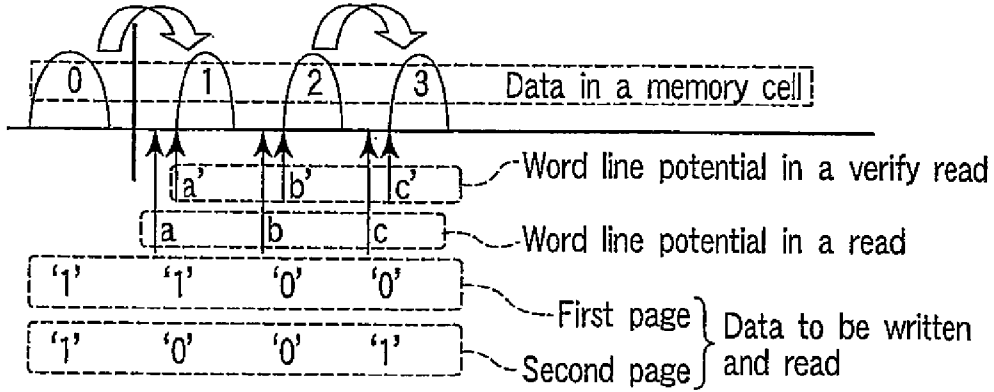 0 1 2 3 Data in a memory cell
a' b' c' Word line potential in a verify read
a b c Word line potential in a read
'1' '1' '0' '0' First page
'1' '0' '0' '1' Second page
Data to be written
and read